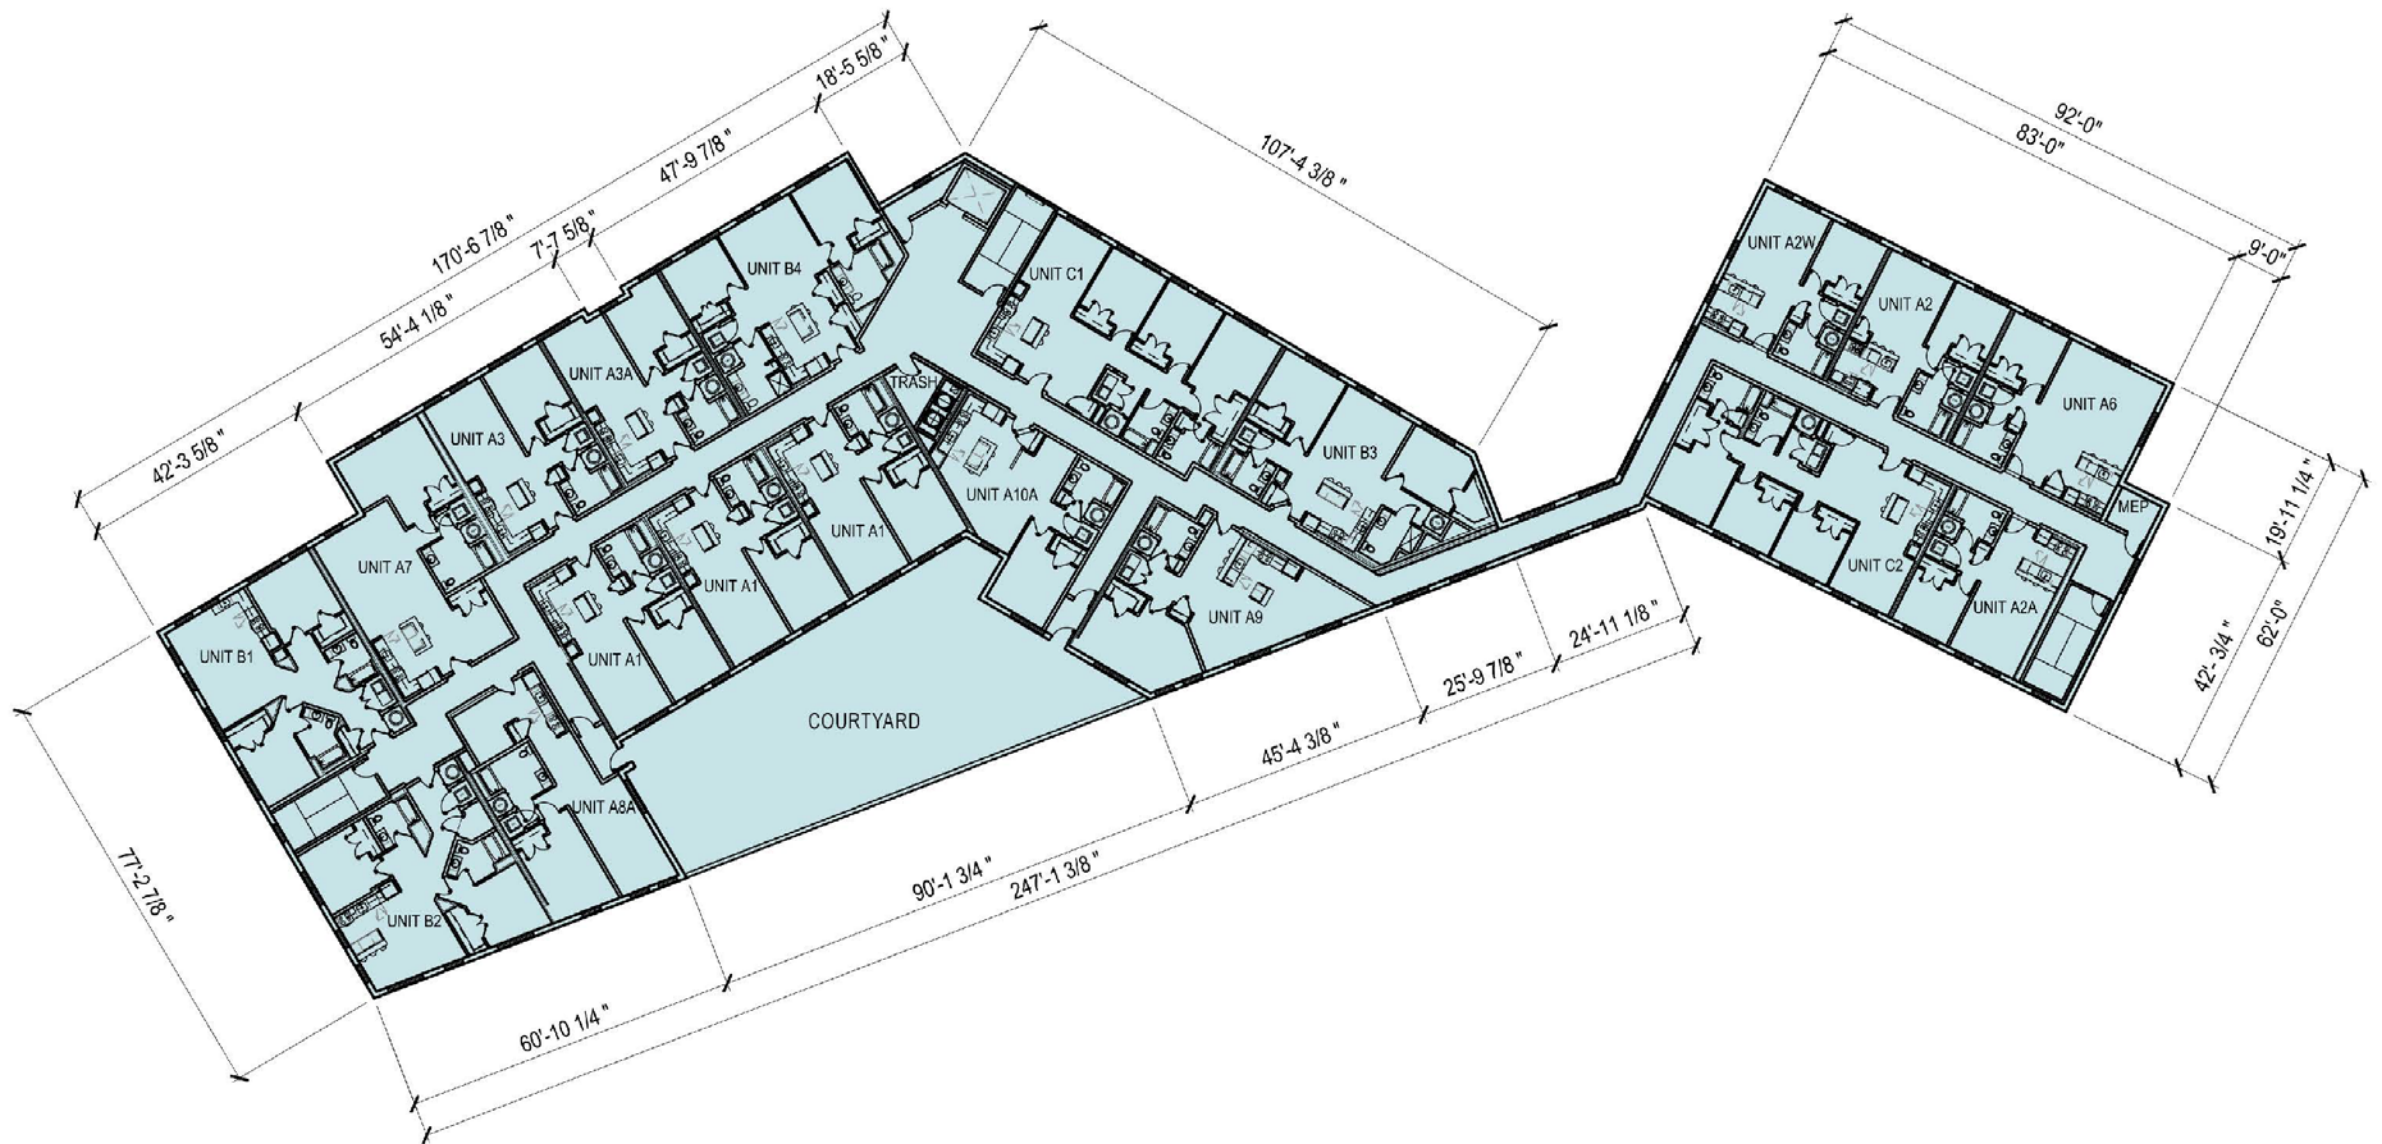 18'-5 5/8"
47'-9 7/8"
170'-6 7/8"
7'-7 5/8"
54'-4 1/8"
42'-3 5/8"
107'-4 3/8"
92'-0"
83'-0"
9'-0"
UNIT A2W
UNIT B4
UNIT C1
UNIT A2
UNIT A3A
TRASH
UNIT A6
UNIT A3
UNIT B3
UNIT A10A
MEP
19'-11 1/4"
UNIT A1
UNIT A7
UNIT C2
UNIT A1
UNIT A2A
UNIT A9
24'-11 1/8"
62'-0"
42'- 3/4"
UNIT B1
UNIT A1
25'-9 7/8"
COURTYARD
45'-4 3/8"
UNIT A8A
77'-2 7/8"
90'-1 3/4"
247'-1 3/8"
UNIT B2
60'-10 1/4"